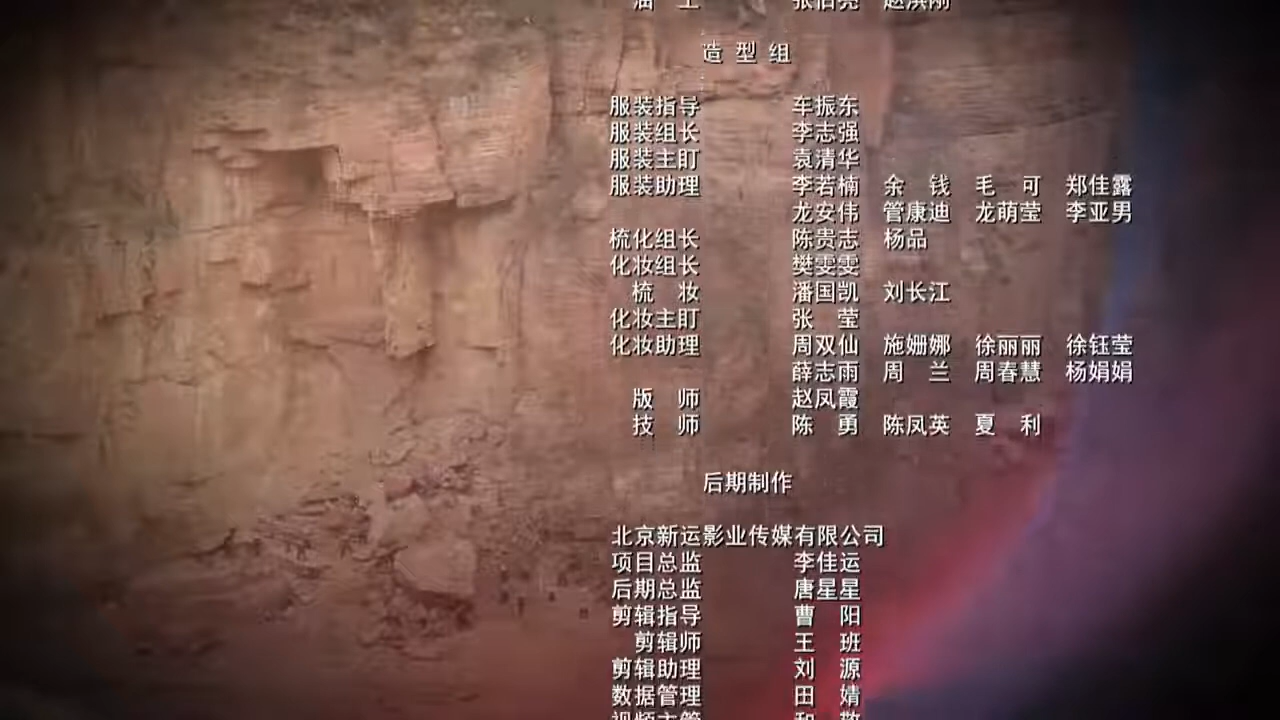 造型组
服装指导 车振东
服装组长 李志强
服装主盯 袁清华
服装助理 李若楠 余钱 毛可 郑佳露
龙安伟 管康迪 龙萌莹 李亚男
梳化组长 陈贵志 杨品
化妆组长 樊雯雯
梳妆 潘国凯 刘长江
化妆主盯 张莹
化妆助理 周双仙 施姗娜 徐丽丽 徐钰莹
薛志雨 周兰 周春慧 杨娟娟
版师 赵凤霞
技师 陈勇 陈凤英 夏利
后期制作
北京新运影业传媒有限公司
项目总监 李佳运
后期总监 唐星星
剪辑指导 曹阳
剪辑师 王班
剪辑助理 刘源
数据管理 田婧